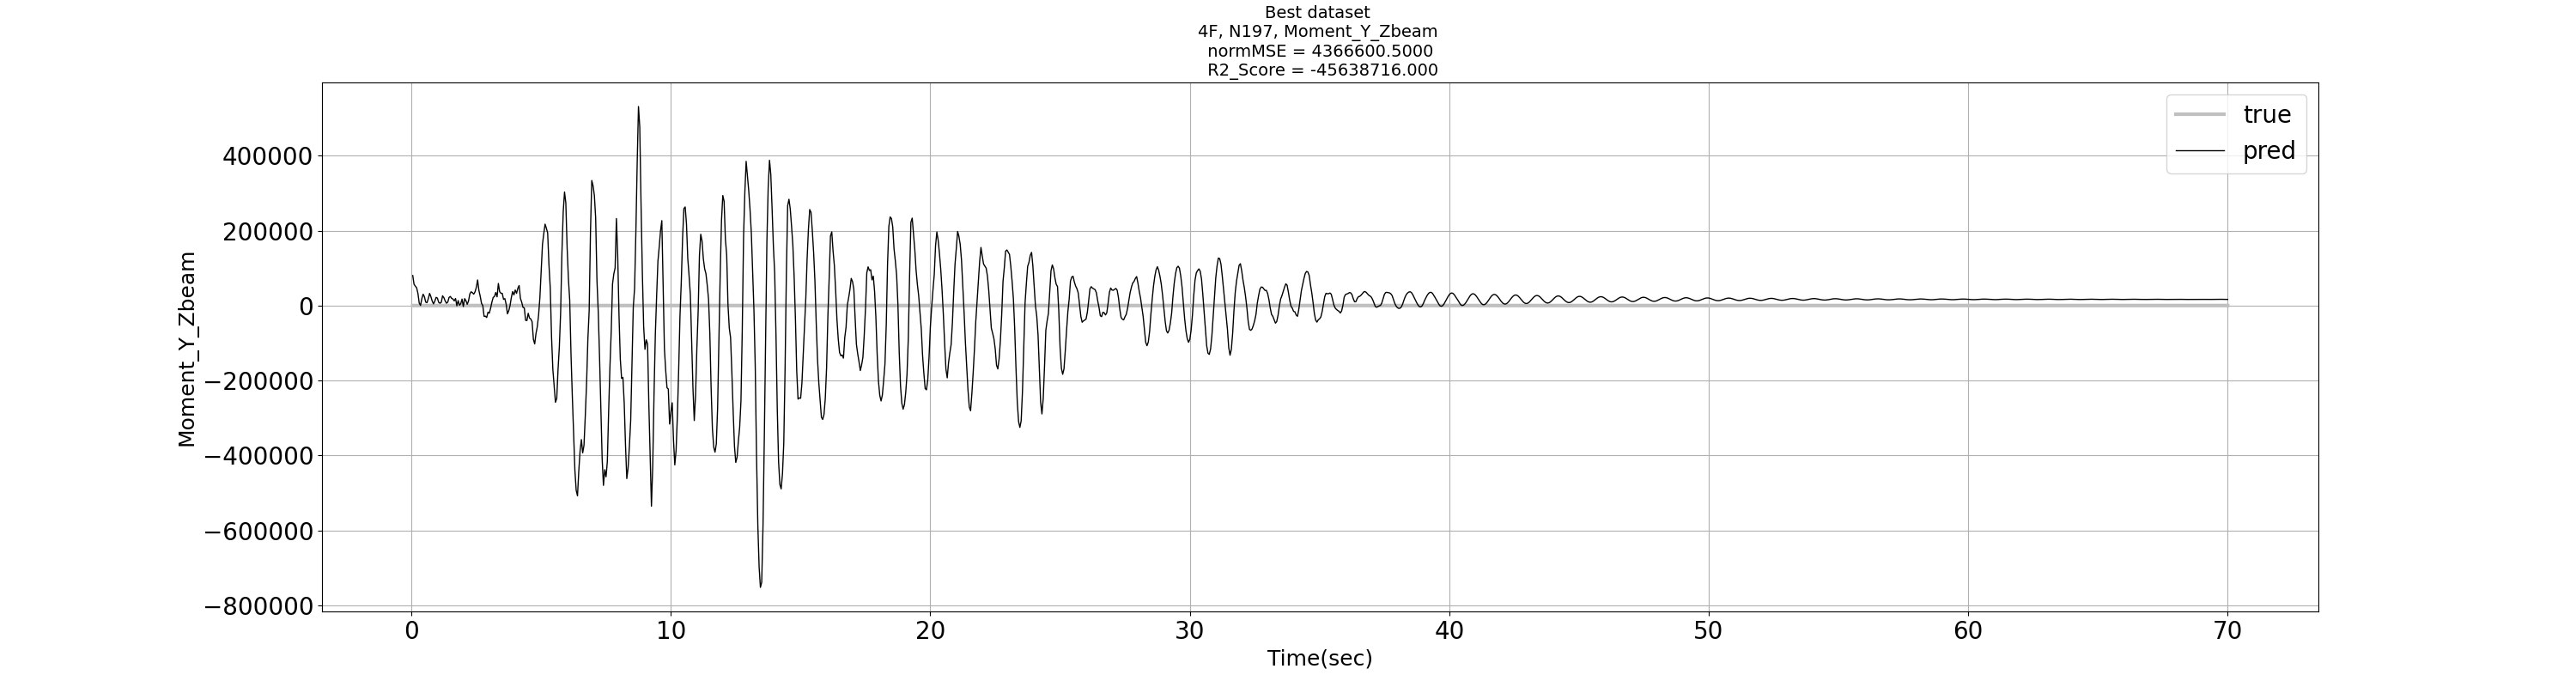 Best dataset
4F, N197, Moment_Y_Zbeam
normMSE = 4366600.5000
R2_Score = -45638716.000
true
pred
400000
200000
0
−200000
−400000
−600000
−800000
Moment_Y_Zbeam
0 10 20 30 40 50 60 70
Time(sec)